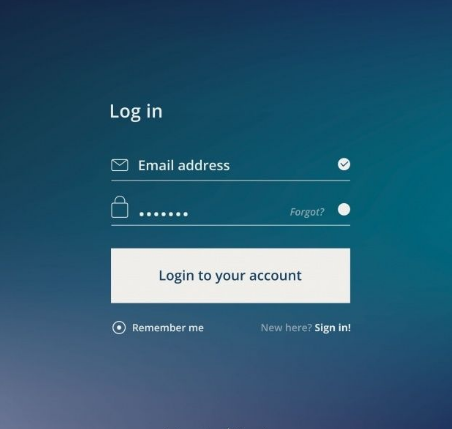 Log in
Email address
••••••• Forgot?
Login to your account
Remember me New here? Sign in!